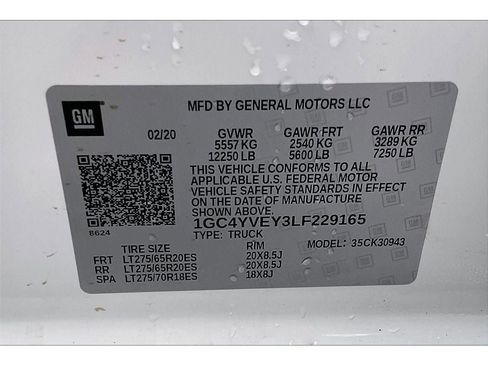 GM
MFD BY GENERAL MOTORS LLC
02/20 GVWR GAWR FRT GAWR RR
5557 KG 2540 KG 3289 KG
12250 LB 5600 LB 7250 LB
THIS VEHICLE CONFORMS TO ALL
APPLICABLE U.S. FEDERAL MOTOR
VEHICLE SAFETY STANDARDS IN EFFECT
ON THE DATE OF MANUFACTURE SHOWN ABOVE.
1GC4YVEY3LF229165
8624 TYPE: TRUCK
TIRE SIZE RIM MODEL: 35CK30943
FRT LT275/65R20ES 20X8.5J
RR LT275/65R20ES 20X8.5J
SPA LT275/70R18ES 18X8J